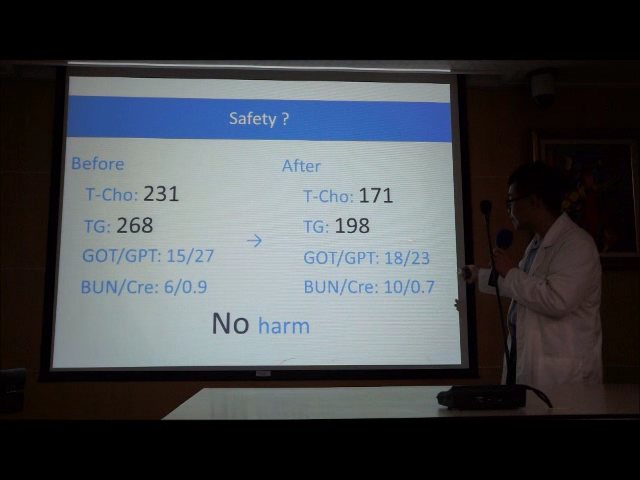 Safety ?
Before
T-Cho: 231
TG: 268
GOT/GPT: 15/27
BUN/Cre: 6/0.9
→
After
T-Cho: 171
TG: 198
GOT/GPT: 18/23
BUN/Cre: 10/0.7
No harm